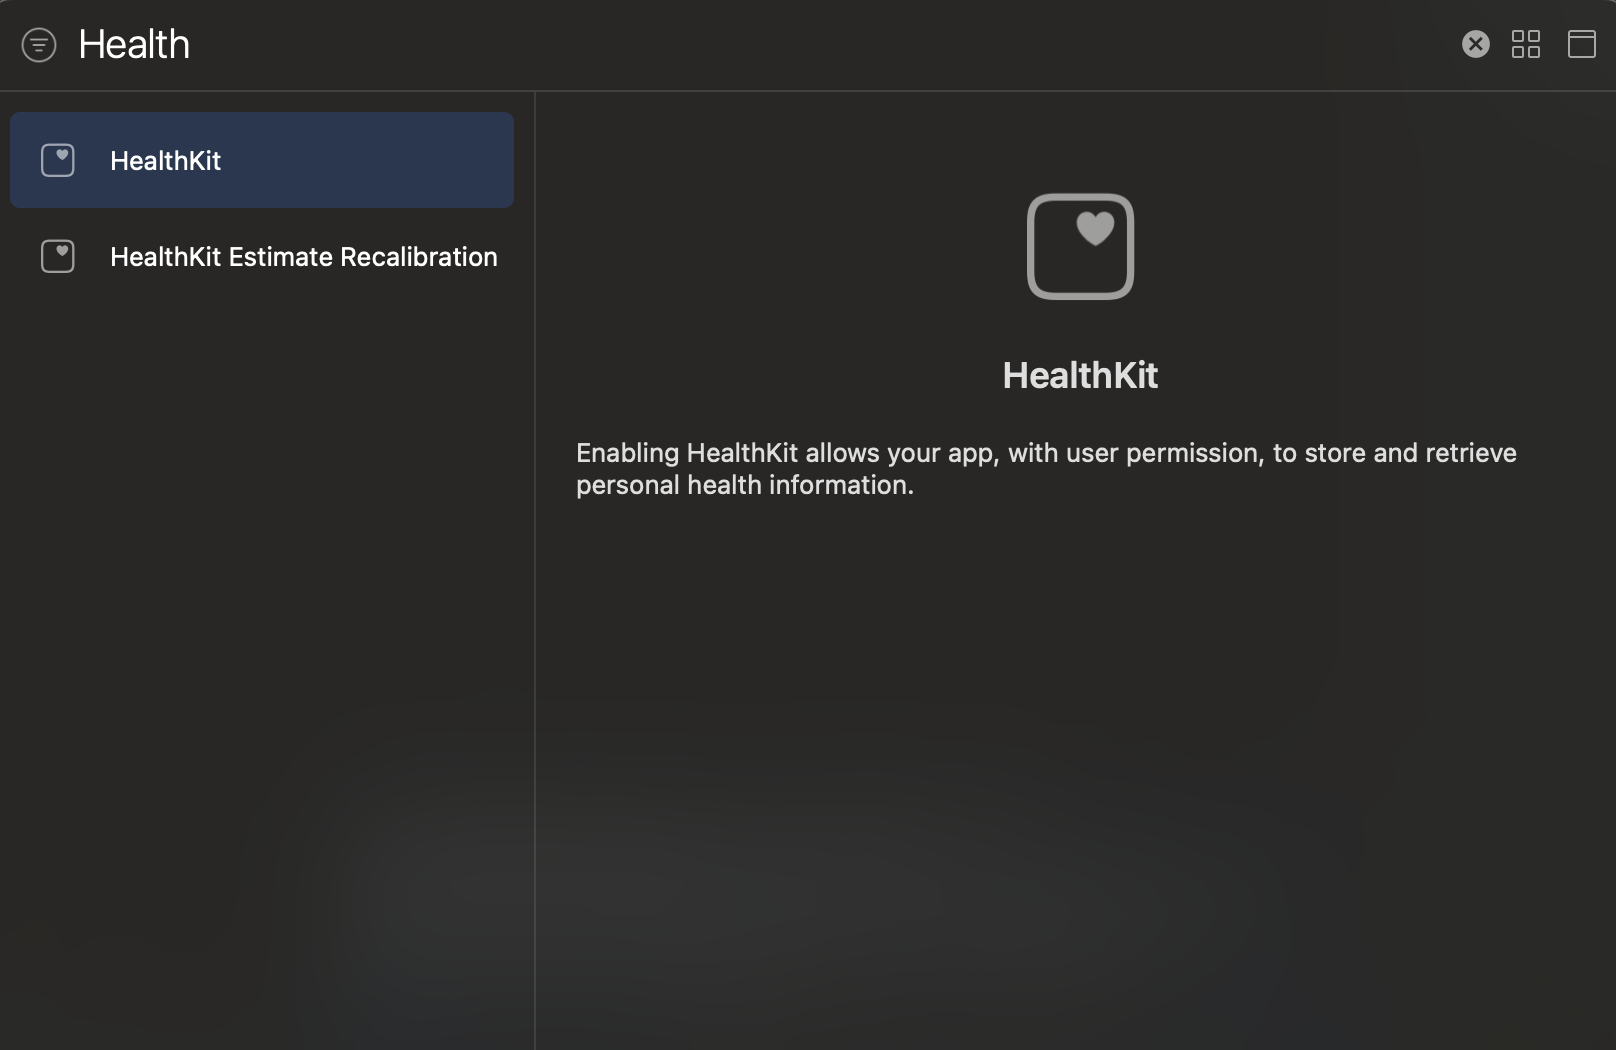 Health
HealthKit
HealthKit Estimate Recalibration
HealthKit
Enabling HealthKit allows your app, with user permission, to store and retrieve
personal health information.